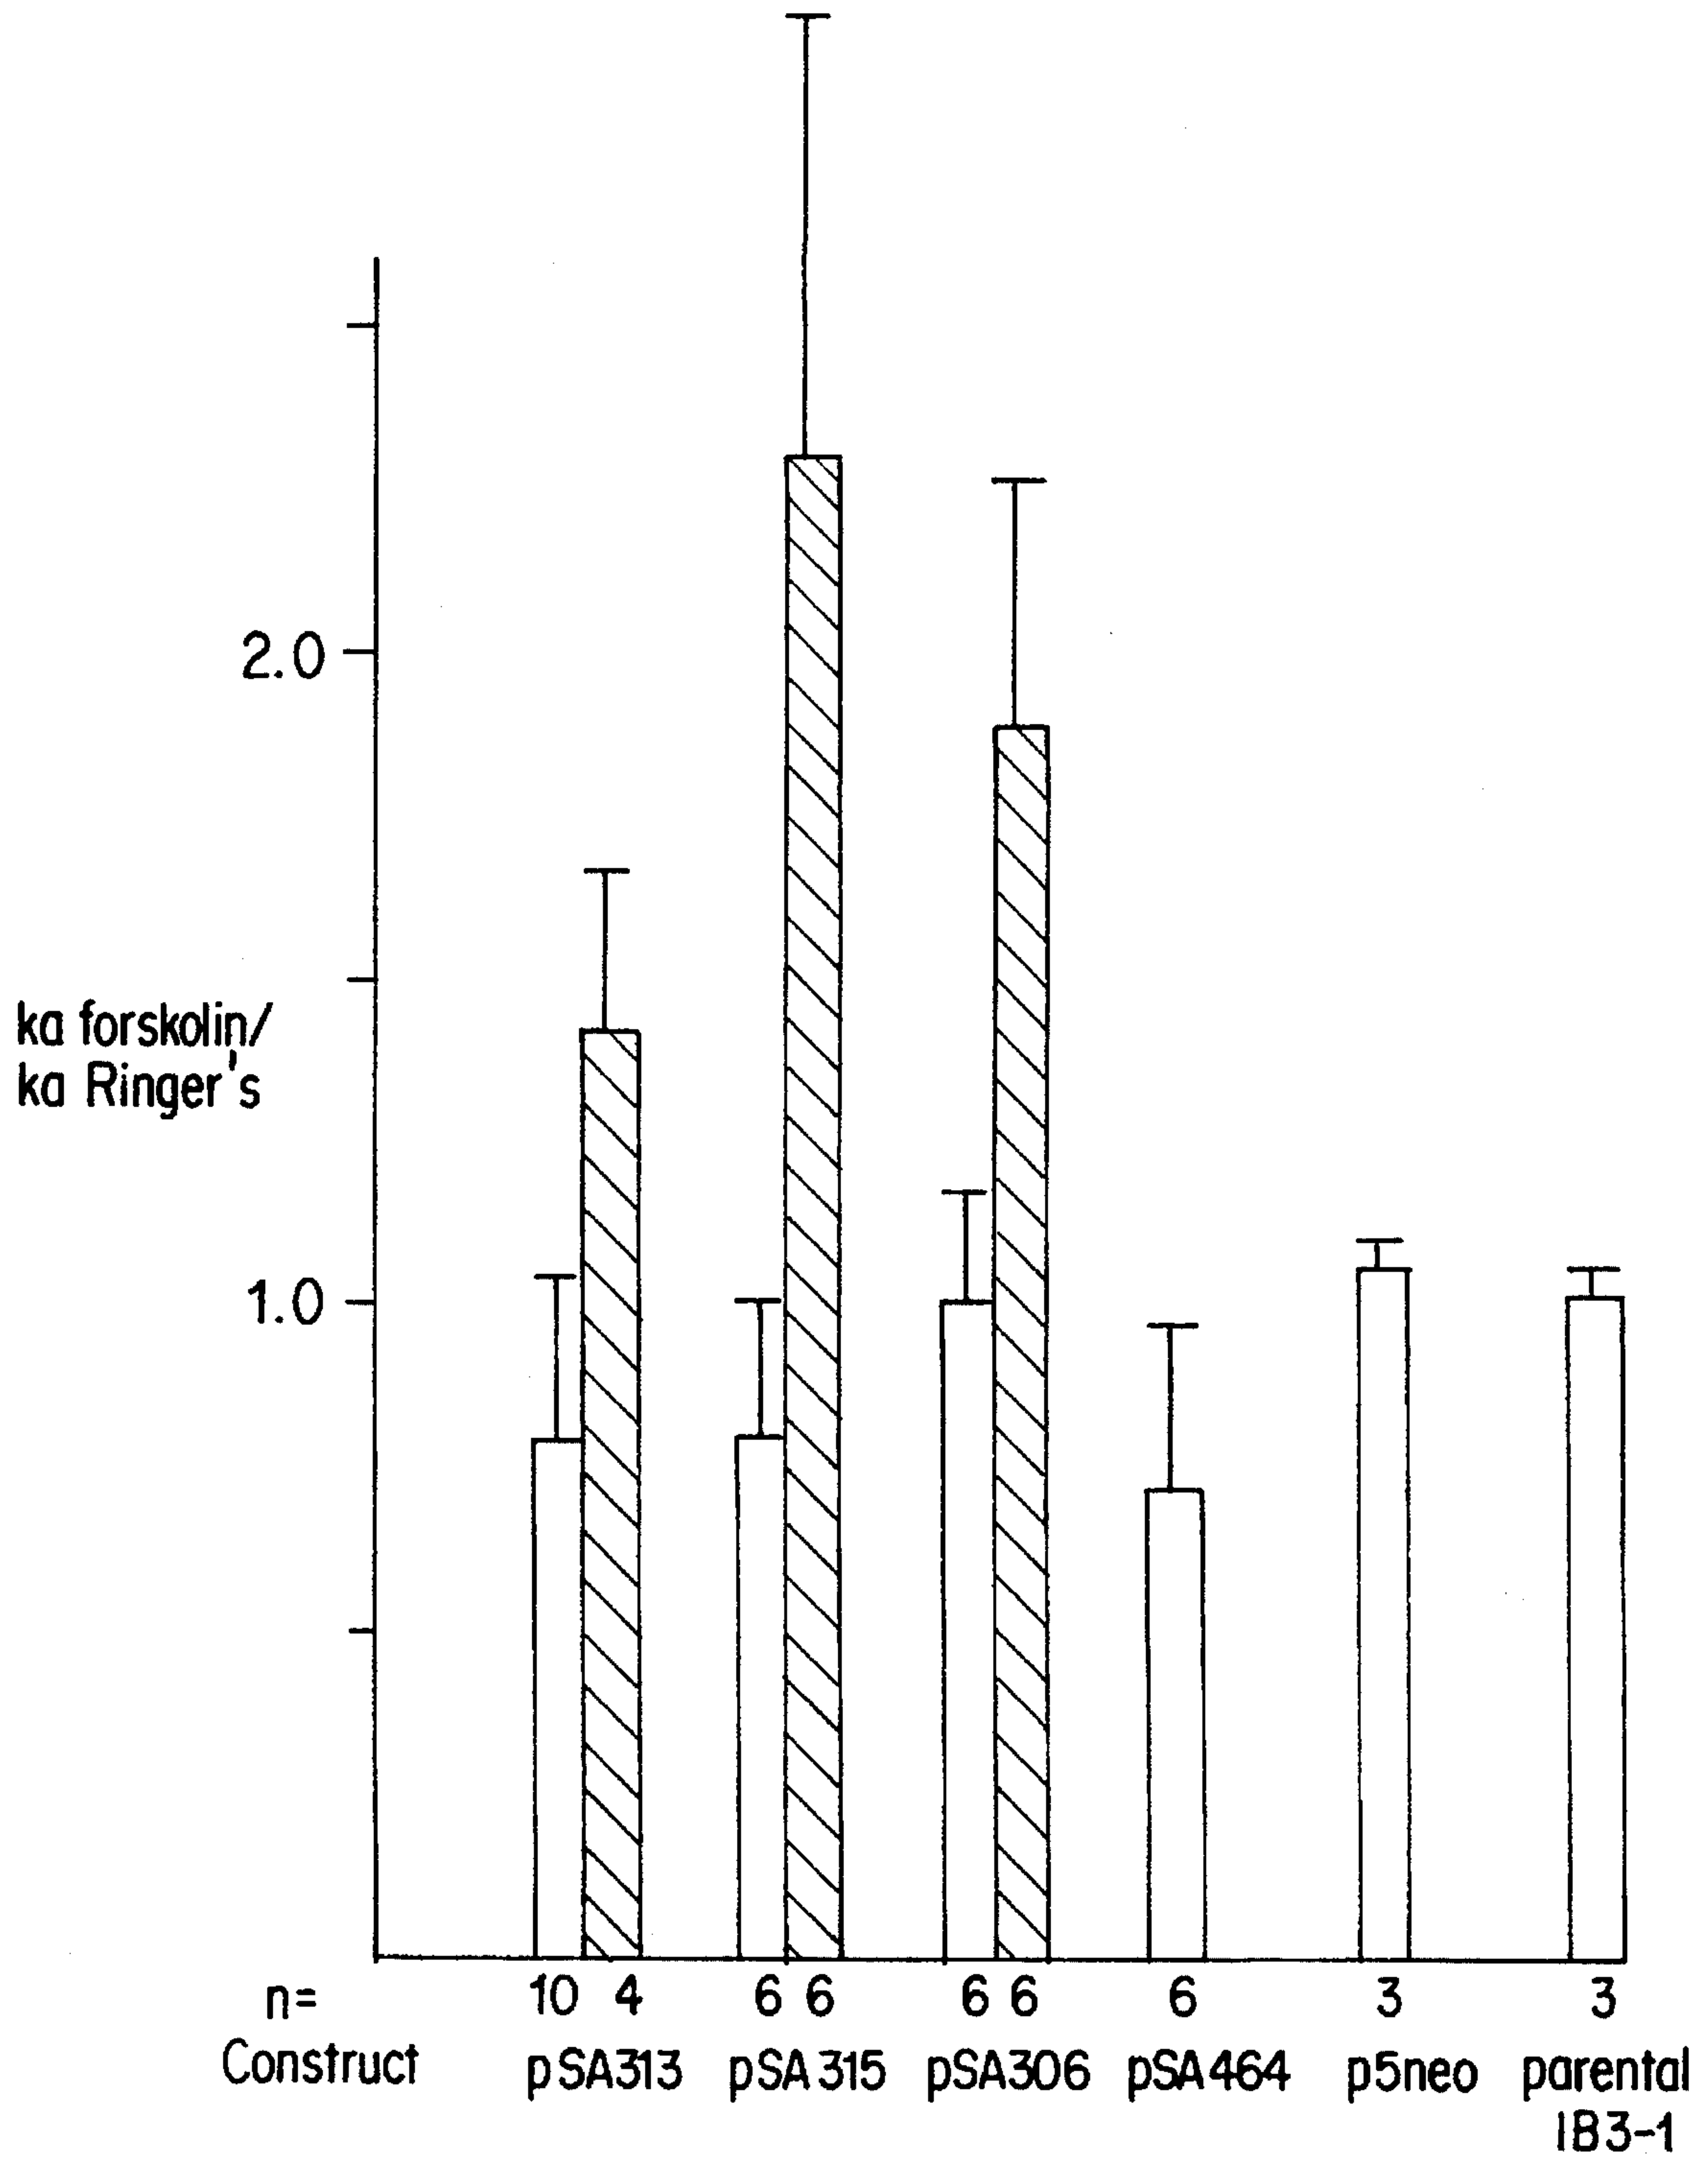 2.0
ka forskolin/
ka Ringer's
1.0
n= 10 4 6 6 6 6 6 3 3
Construct pSA313 pSA315 pSA306 pSA464 p5neo parental
IB3-1